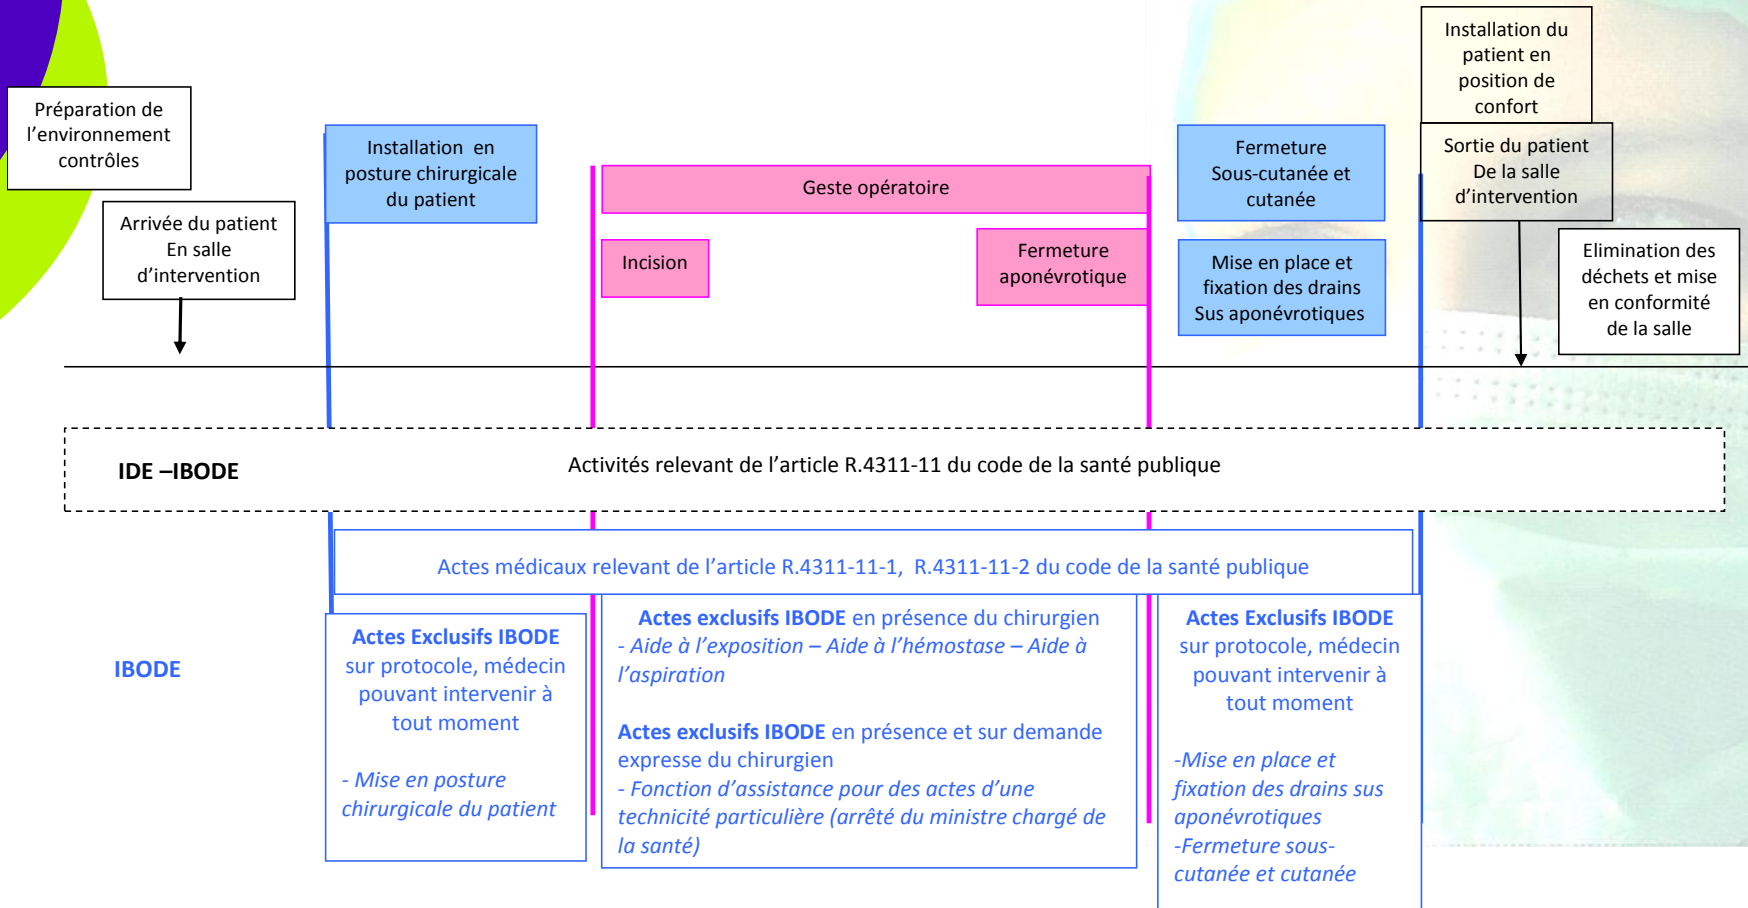 Préparation de
l’environnement
contrôles
Arrivée du patient
En salle
d’intervention
Installation en
posture chirurgicale
du patient
Geste opératoire
Incision
Fermeture
aponévrotique
Fermeture
Sous-cutanée et
cutanée
Mise en place et
fixation des drains
Sus aponévrotiques
Installation du
patient en
position de
confort
Sortie du patient
De la salle
d’intervention
Elimination des
déchets et mise
en conformité
de la salle
IDE –IBODE
Activités relevant de l’article R.4311-11 du code de la santé publique
Actes médicaux relevant de l’article R.4311-11-1, R.4311-11-2 du code de la santé publique
IBODE
Actes Exclusifs IBODE
sur protocole, médecin
pouvant intervenir à
tout moment
- Mise en posture
chirurgicale du patient
Actes exclusifs IBODE en présence du chirurgien
- Aide à l’exposition – Aide à l’hémostase – Aide à
l’aspiration
Actes exclusifs IBODE en présence et sur demande
expresse du chirurgien
- Fonction d’assistance pour des actes d’une
technicité particulière (arrêté du ministre chargé de
la santé)
Actes Exclusifs IBODE
sur protocole, médecin
pouvant intervenir à
tout moment
-Mise en place et
fixation des drains sus
aponévrotiques
-Fermeture sous-
cutanée et cutanée